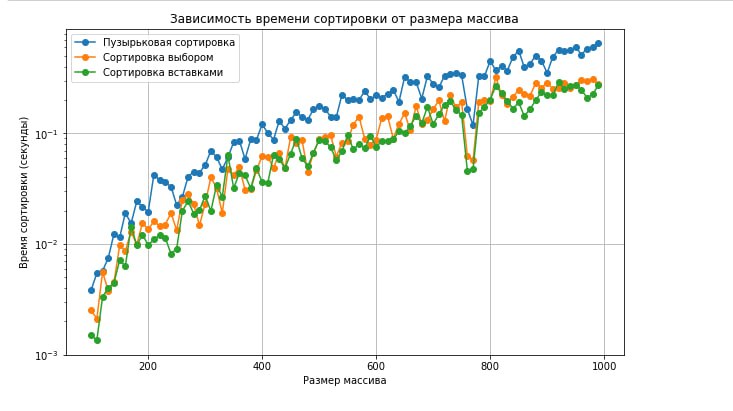 Зависимость времени сортировки от размера массива
Пузырьковая сортировка
Сортировка выбором
Сортировка вставками
Время сортировки (секунды)
10⁻¹
10⁻²
10⁻³
200 400 600 800 1000
Размер массива